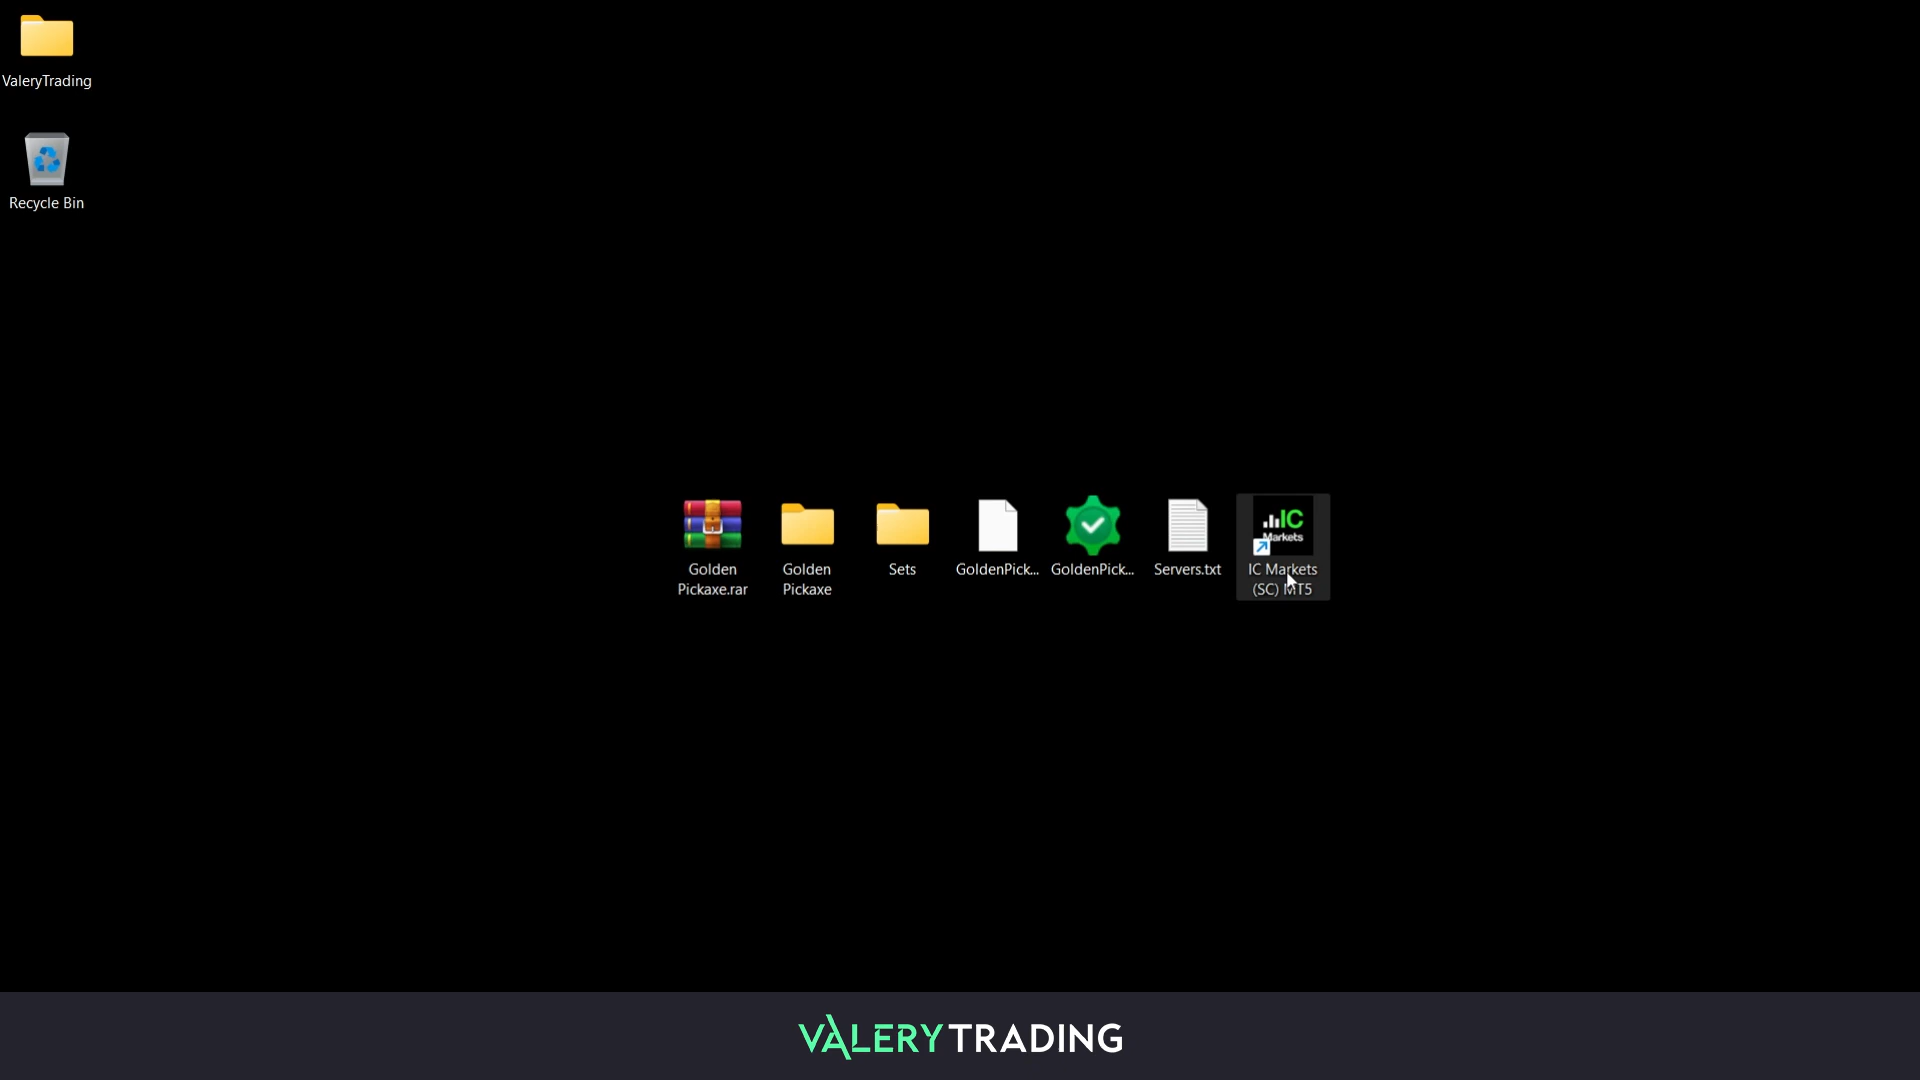 ValeryTrading
Recycle Bin
Golden
Pickaxe.rar
Golden
Pickaxe
Sets
GoldenPick...
GoldenPick...
Servers.txt
IC
Markets
IC Markets
(SC) MT5
VALERYTRADING